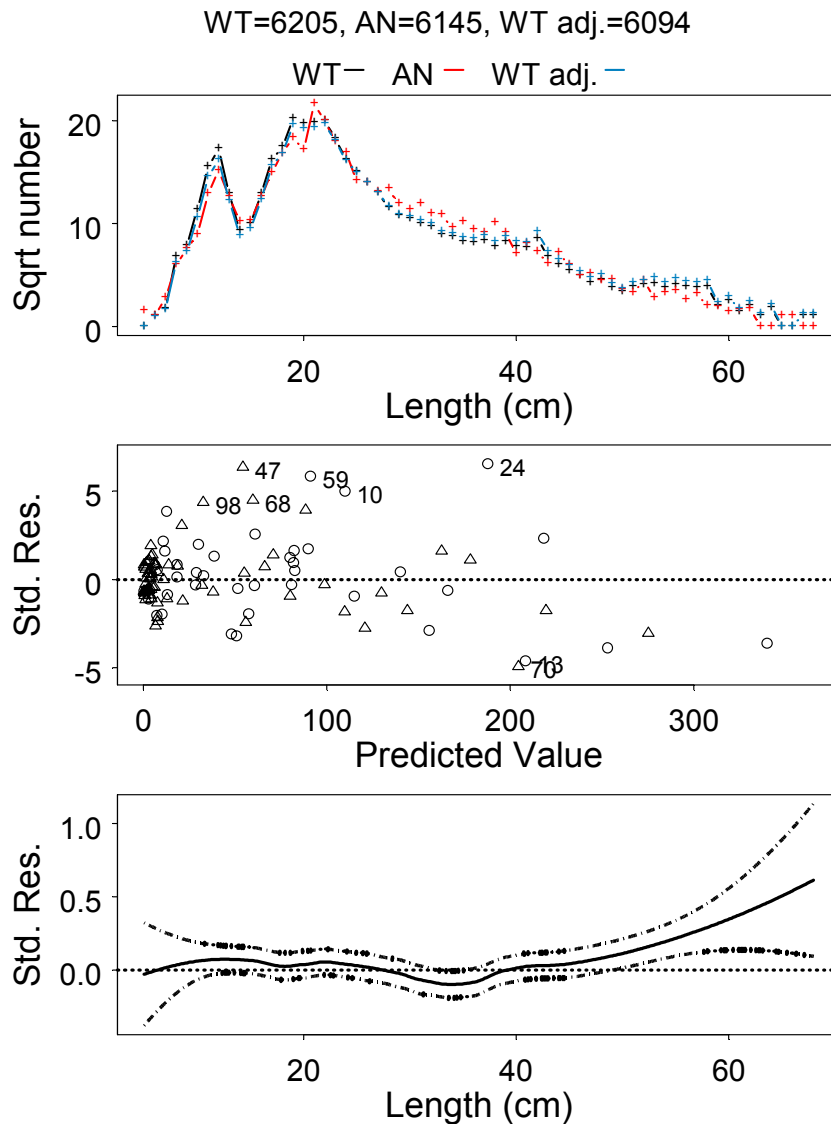 WT=6205, AN=6145, WT adj.=6094
WT AN WT adj.
Sqrt number
20
10
0
20 40 60
Length (cm)
Std. Res.
5
0
-5
47
59
24
98
68
10
13
70
0 100 200 300
Predicted Value
Std. Res.
1.0
0.5
0.0
20 40 60
Length (cm)